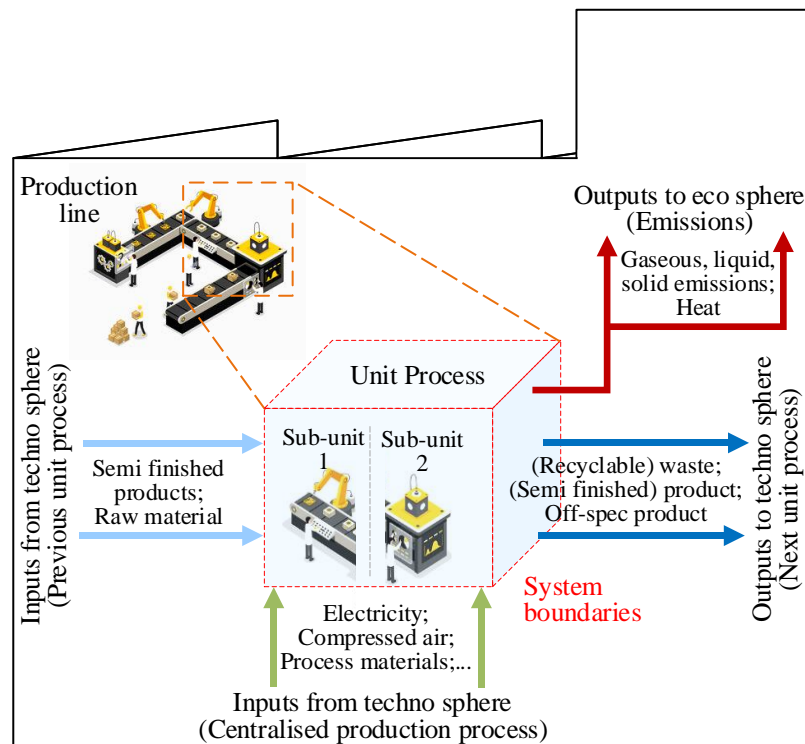 Production
line
Outputs to eco sphere
(Emissions)
Gaseous, liquid,
solid emissions;
Heat
Unit Process
Sub-unit
1
Sub-unit
2
Inputs from techno sphere
(Previous unit process)
Semi finished
products;
Raw material
(Recyclable) waste;
(Semi finished) product;
Off-spec product
Outputs to techno sphere
(Next unit process)
System
boundaries
Electricity;
Compressed air;
Process materials;...
Inputs from techno sphere
(Centralised production process)